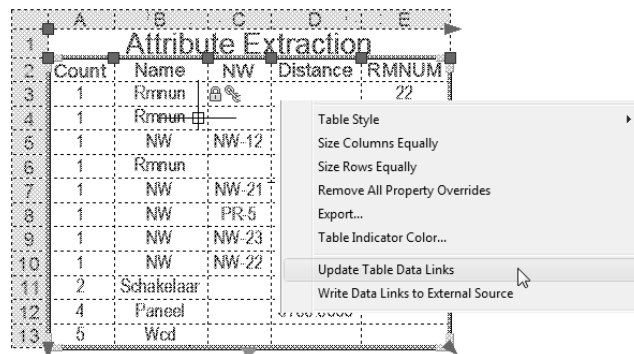 A B C D E
1 Attribute Extraction
2 Count Name NW Distance RMNUM
3 1 Rmnun 22
4 1 Rmnun
5 1 NW NW-12
6 1 Rmnun
7 1 NW NW-21
8 1 NW PR-5
9 1 NW NW-23
10 1 NW NW-22
11 2 Schakelaar
12 4 Paneel
13 5 Wcd
Table Style
Size Columns Equally
Size Rows Equally
Remove All Property Overrides
Export...
Table Indicator Color...
Update Table Data Links
Write Data Links to External Source